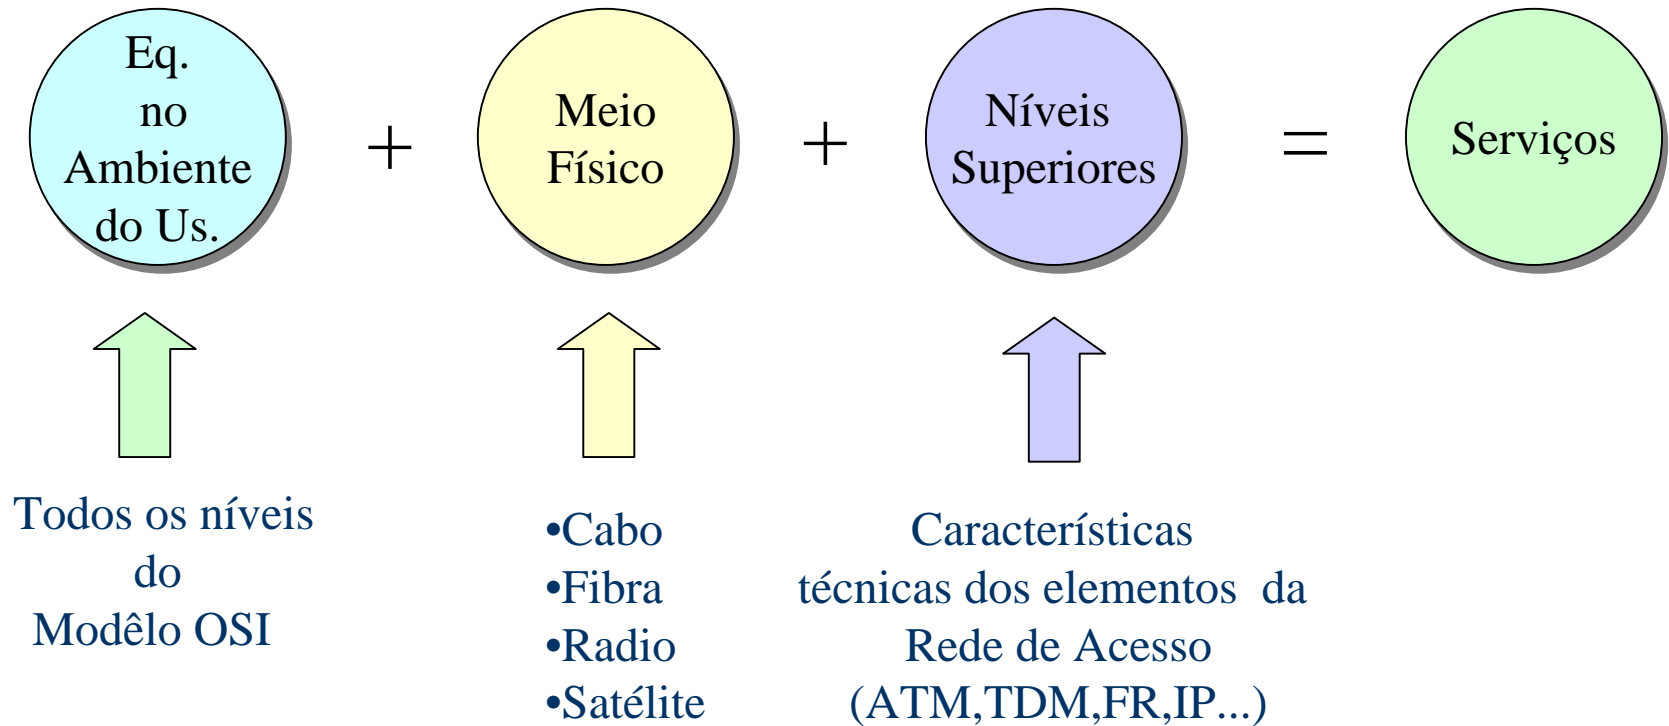 Eq.
no
Ambiente
do Us.
+
Meio
Físico
+
Níveis
Superiores
=
Serviços
Todos os níveis
do
Modêlo OSI
•Cabo
•Fibra
•Radio
•Satélite
Características
técnicas dos elementos da
Rede de Acesso
(ATM,TDM,FR,IP...)